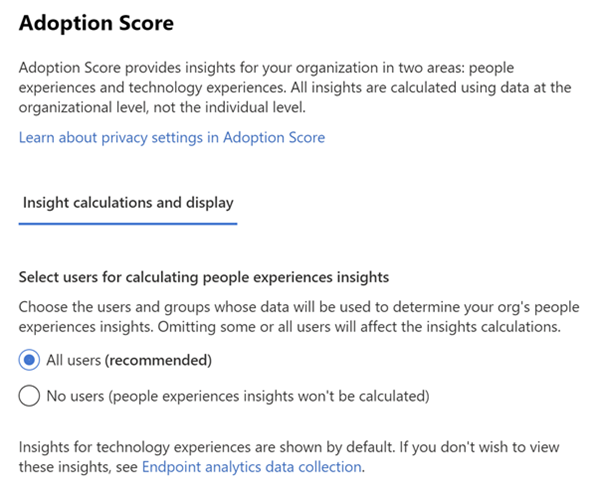 Adoption Score
Adoption Score provides insights for your organization in two areas: people
experiences and technology experiences. All insights are calculated using data at the
organizational level, not the individual level.
Learn about privacy settings in Adoption Score
Insight calculations and display
Select users for calculating people experiences insights
Choose the users and groups whose data will be used to determine your org's people
experiences insights. Omitting some or all users will affect the insights calculations.
All users (recommended)
No users (people experiences insights won't be calculated)
Insights for technology experiences are shown by default. If you don't wish to view
these insights, see Endpoint analytics data collection.